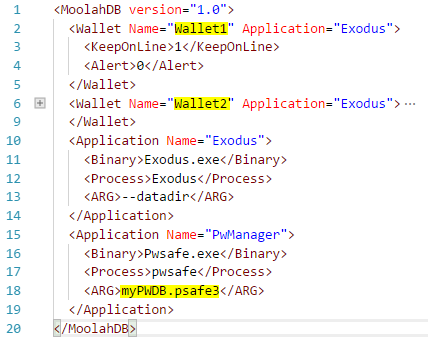 1 <MoolahDB version="1.0">
2 <Wallet Name="Wallet1" Application="Exodus">
3 <KeepOnLine>1</KeepOnLine>
4 <Alert>0</Alert>
5 </Wallet>
6 <Wallet Name="Wallet2" Application="Exodus">···
9 </Wallet>
10 <Application Name="Exodus">
11 <Binary>Exodus.exe</Binary>
12 <Process>Exodus</Process>
13 <ARG>--datadir</ARG>
14 </Application>
15 <Application Name="PwManager">
16 <Binary>Pwsafe.exe</Binary>
17 <Process>pwsafe</Process>
18 <ARG>myPWDB.psafe3</ARG>
19 </Application>
20 </MoolahDB>